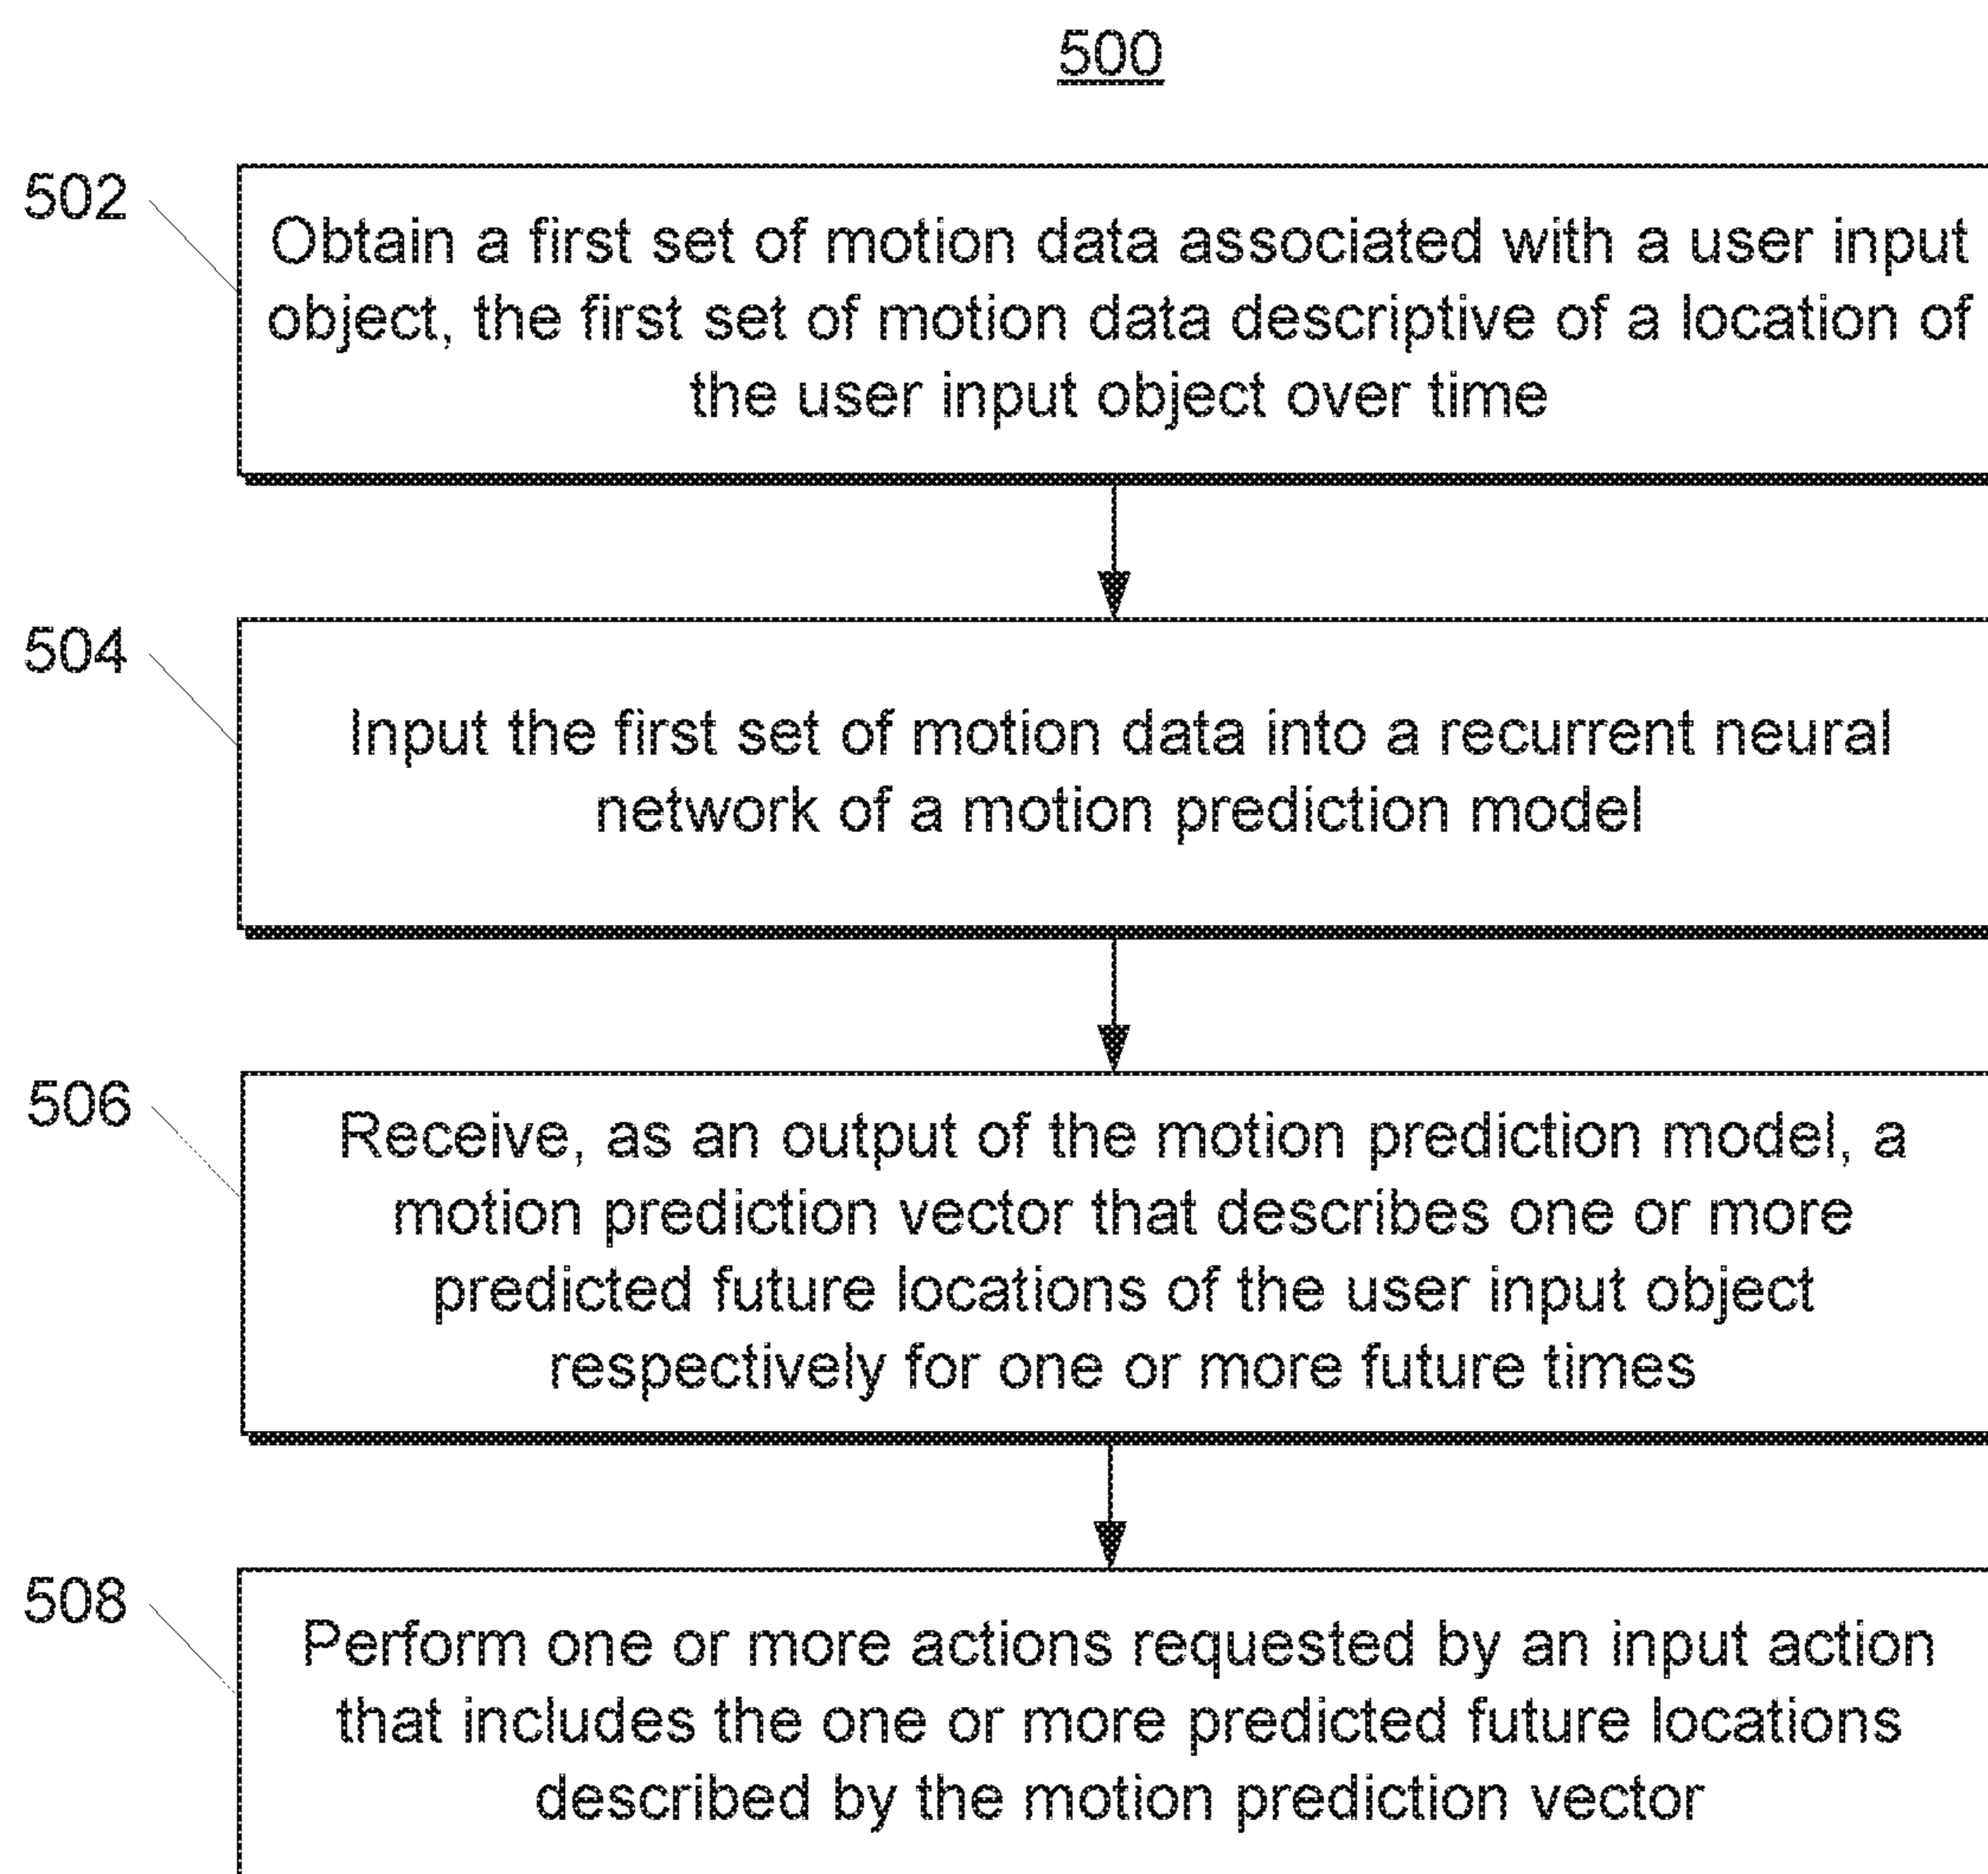 500
502
Obtain a first set of motion data associated with a user input
object, the first set of motion data descriptive of a location of
the user input object over time
504
Input the first set of motion data into a recurrent neural
network of a motion prediction model
506
Receive, as an output of the motion prediction model, a
motion prediction vector that describes one or more
predicted future locations of the user input object
respectively for one or more future times
508
Perform one or more actions requested by an input action
that includes the one or more predicted future locations
described by the motion prediction vector